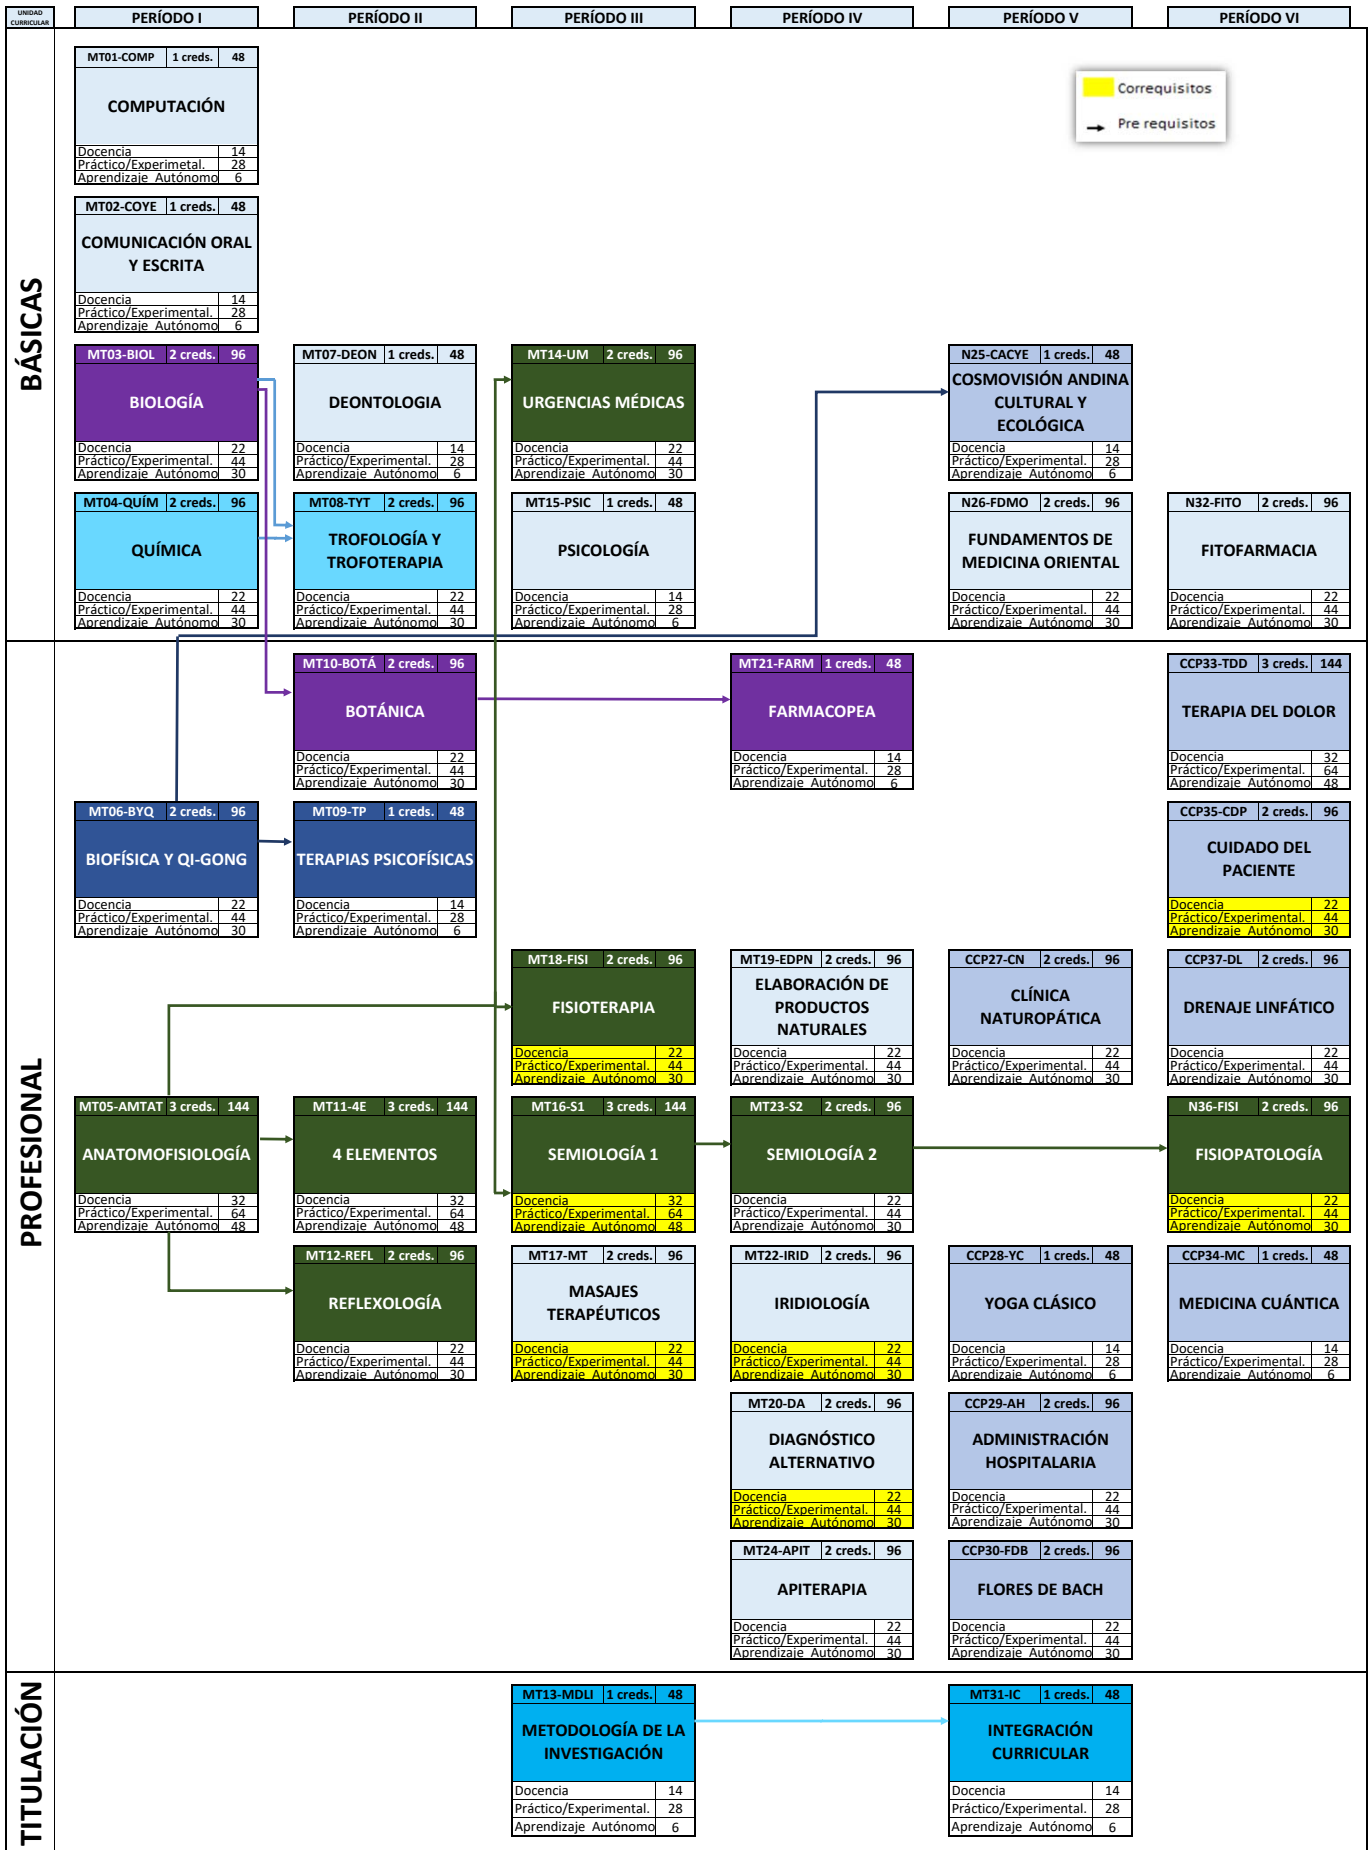 UNIDAD
CURRICULAR
PERÍODO I
PERÍODO II
PERÍODO III
PERÍODO IV
PERÍODO V
PERÍODO VI
Correquisitos
Pre requisitos
BÁSICAS
MT01-COMP 1 creds. 48
COMPUTACIÓN
Docencia 14
Práctico/Experimetal. 28
Aprendizaje Autónomo 6
MT02-COYE 1 creds. 48
COMUNICACIÓN ORAL
Y ESCRITA
Docencia 14
Práctico/Experimental. 28
Aprendizaje Autónomo 6
MT03-BIOL 2 creds. 96
BIOLOGÍA
Docencia 22
Práctico/Experimental. 44
Aprendizaje Autónomo 30
MT07-DEON 1 creds. 48
DEONTOLOGIA
Docencia 14
Práctico/Experimental. 28
Aprendizaje Autónomo 6
MT14-UM 2 creds. 96
URGENCIAS MÉDICAS
Docencia 22
Práctico/Experimental. 44
Aprendizaje Autónomo 30
N25-CACYE 1 creds. 48
COSMOVISIÓN ANDINA
CULTURAL Y
ECOLÓGICA
Docencia 14
Práctico/Experimental. 28
Aprendizaje Autónomo 6
MT04-QUÍM 2 creds. 96
QUÍMICA
Docencia 22
Práctico/Experimental. 44
Aprendizaje Autónomo 30
MT08-TYT 2 creds. 96
TROFOLOGÍA Y
TROFOTERAPIA
Docencia 22
Práctico/Experimental. 44
Aprendizaje Autónomo 30
MT15-PSIC 1 creds. 48
PSICOLOGÍA
Docencia 14
Práctico/Experimental. 28
Aprendizaje Autónomo 6
N26-FDMO 2 creds. 96
FUNDAMENTOS DE
MEDICINA ORIENTAL
Docencia 22
Práctico/Experimental. 44
Aprendizaje Autónomo 30
N32-FITO 2 creds. 96
FITOFARMACIA
Docencia 22
Práctico/Experimental. 44
Aprendizaje Autónomo 30
PROFESIONAL
MT10-BOTÁ 2 creds. 96
BOTÁNICA
Docencia 22
Práctico/Experimental. 44
Aprendizaje Autónomo 30
MT21-FARM 1 creds. 48
FARMACOPEA
Docencia 14
Práctico/Experimental. 28
Aprendizaje Autónomo 6
CCP33-TDD 3 creds. 144
TERAPIA DEL DOLOR
Docencia 32
Práctico/Experimental. 64
Aprendizaje Autónomo 48
MT06-BYQ 2 creds. 96
BIOFÍSICA Y QI-GONG
Docencia 22
Práctico/Experimental. 44
Aprendizaje Autónomo 30
MT09-TP 1 creds. 48
TERAPIAS PSICOFÍSICAS
Docencia 14
Práctico/Experimental. 28
Aprendizaje Autónomo 6
CCP35-CDP 2 creds. 96
CUIDADO DEL
PACIENTE
Docencia 22
Práctico/Experimental. 44
Aprendizaje Autónomo 30
MT18-FISI 2 creds. 96
FISIOTERAPIA
Docencia 22
Práctico/Experimental. 44
Aprendizaje Autónomo 30
MT19-EDPN 2 creds. 96
ELABORACIÓN DE
PRODUCTOS
NATURALES
Docencia 22
Práctico/Experimental. 44
Aprendizaje Autónomo 30
CCP27-CN 2 creds. 96
CLÍNICA
NATUROPÁTICA
Docencia 22
Práctico/Experimental. 44
Aprendizaje Autónomo 30
CCP37-DL 2 creds. 96
DRENAJE LINFÁTICO
Docencia 22
Práctico/Experimental. 44
Aprendizaje Autónomo 30
MT05-AMTAT 3 creds. 144
ANATOMOFISIOLOGÍA
Docencia 32
Práctico/Experimental. 64
Aprendizaje Autónomo 48
MT11-4E 3 creds. 144
4 ELEMENTOS
Docencia 32
Práctico/Experimental. 64
Aprendizaje Autónomo 48
MT16-S1 3 creds. 144
SEMIOLOGÍA 1
Docencia 32
Práctico/Experimental. 64
Aprendizaje Autónomo 48
MT23-S2 2 creds. 96
SEMIOLOGÍA 2
Docencia 22
Práctico/Experimental. 44
Aprendizaje Autónomo 30
N36-FISI 2 creds. 96
FISIOPATOLOGÍA
Docencia 22
Práctico/Experimental. 44
Aprendizaje Autónomo 30
MT12-REFL 2 creds. 96
REFLEXOLOGÍA
Docencia 22
Práctico/Experimental. 44
Aprendizaje Autónomo 30
MT17-MT 2 creds. 96
MASAJES
TERAPÉUTICOS
Docencia 22
Práctico/Experimental. 44
Aprendizaje Autónomo 30
MT22-IRID 2 creds. 96
IRIDIOLOGÍA
Docencia 22
Práctico/Experimental. 44
Aprendizaje Autónomo 30
CCP28-YC 1 creds. 48
YOGA CLÁSICO
Docencia 14
Práctico/Experimental. 28
Aprendizaje Autónomo 6
CCP34-MC 1 creds. 48
MEDICINA CUÁNTICA
Docencia 14
Práctico/Experimental. 28
Aprendizaje Autónomo 6
MT20-DA 2 creds. 96
DIAGNÓSTICO
ALTERNATIVO
Docencia 22
Práctico/Experimental. 44
Aprendizaje Autónomo 30
CCP29-AH 2 creds. 96
ADMINISTRACIÓN
HOSPITALARIA
Docencia 22
Práctico/Experimental. 44
Aprendizaje Autónomo 30
MT24-APIT 2 creds. 96
APITERAPIA
Docencia 22
Práctico/Experimental. 44
Aprendizaje Autónomo 30
CCP30-FDB 2 creds. 96
FLORES DE BACH
Docencia 22
Práctico/Experimental. 44
Aprendizaje Autónomo 30
TITULACIÓN
MT13-MDLI 1 creds. 48
METODOLOGÍA DE LA
INVESTIGACIÓN
Docencia 14
Práctico/Experimental. 28
Aprendizaje Autónomo 6
MT31-IC 1 creds. 48
INTEGRACIÓN
CURRICULAR
Docencia 14
Práctico/Experimental. 28
Aprendizaje Autónomo 6